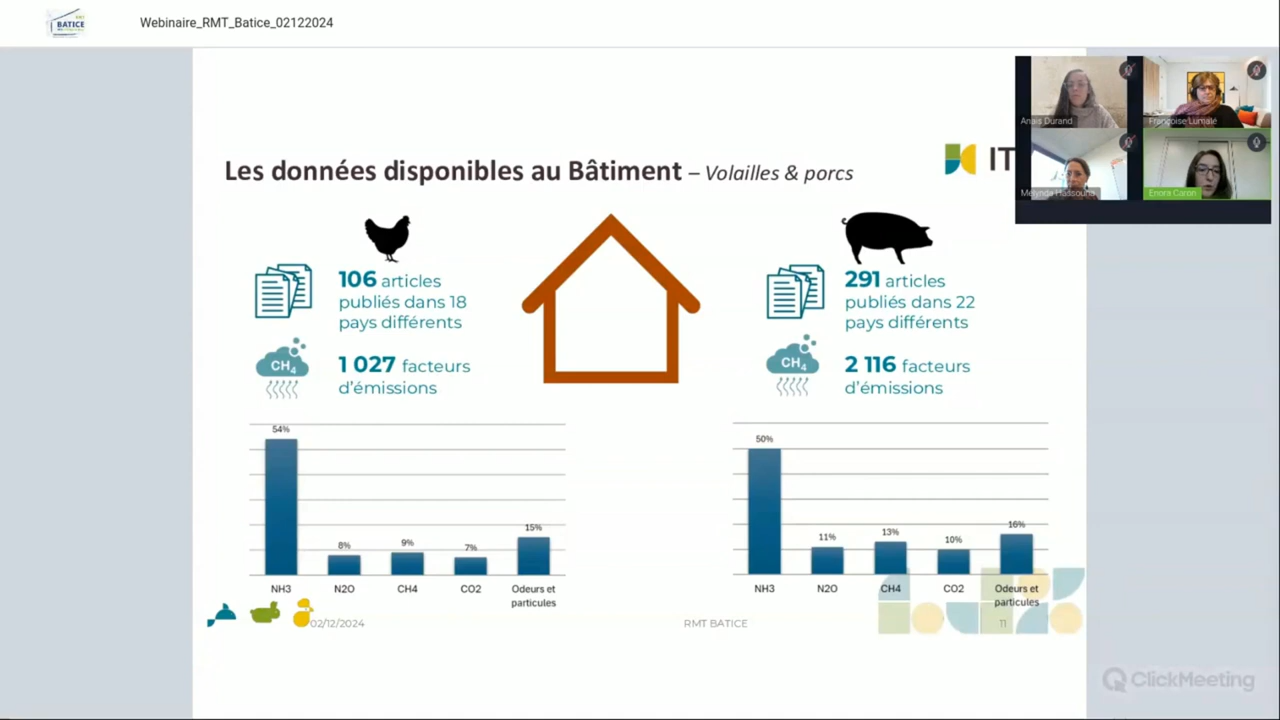 BATICE
Webinaire_RMT_Batice_02122024
Anaïs Durand
Françoise Lumalé
Mélynda Hassouna
Enora Caron
Les données disponibles au Bâtiment – Volailles & porcs
IT
106 articles
publiés dans 18
pays différents
CH4
1 027 facteurs
d’émissions
291 articles
publiés dans 22
pays différents
CH4
2 116 facteurs
d’émissions
54%
8%
9%
7%
15%
NH3
N2O
CH4
CO2
Odeurs et
particules
50%
11%
13%
10%
16%
NH3
N2O
CH4
CO2
Odeurs et
particules
02/12/2024
RMT BATICE
11
ClickMeeting